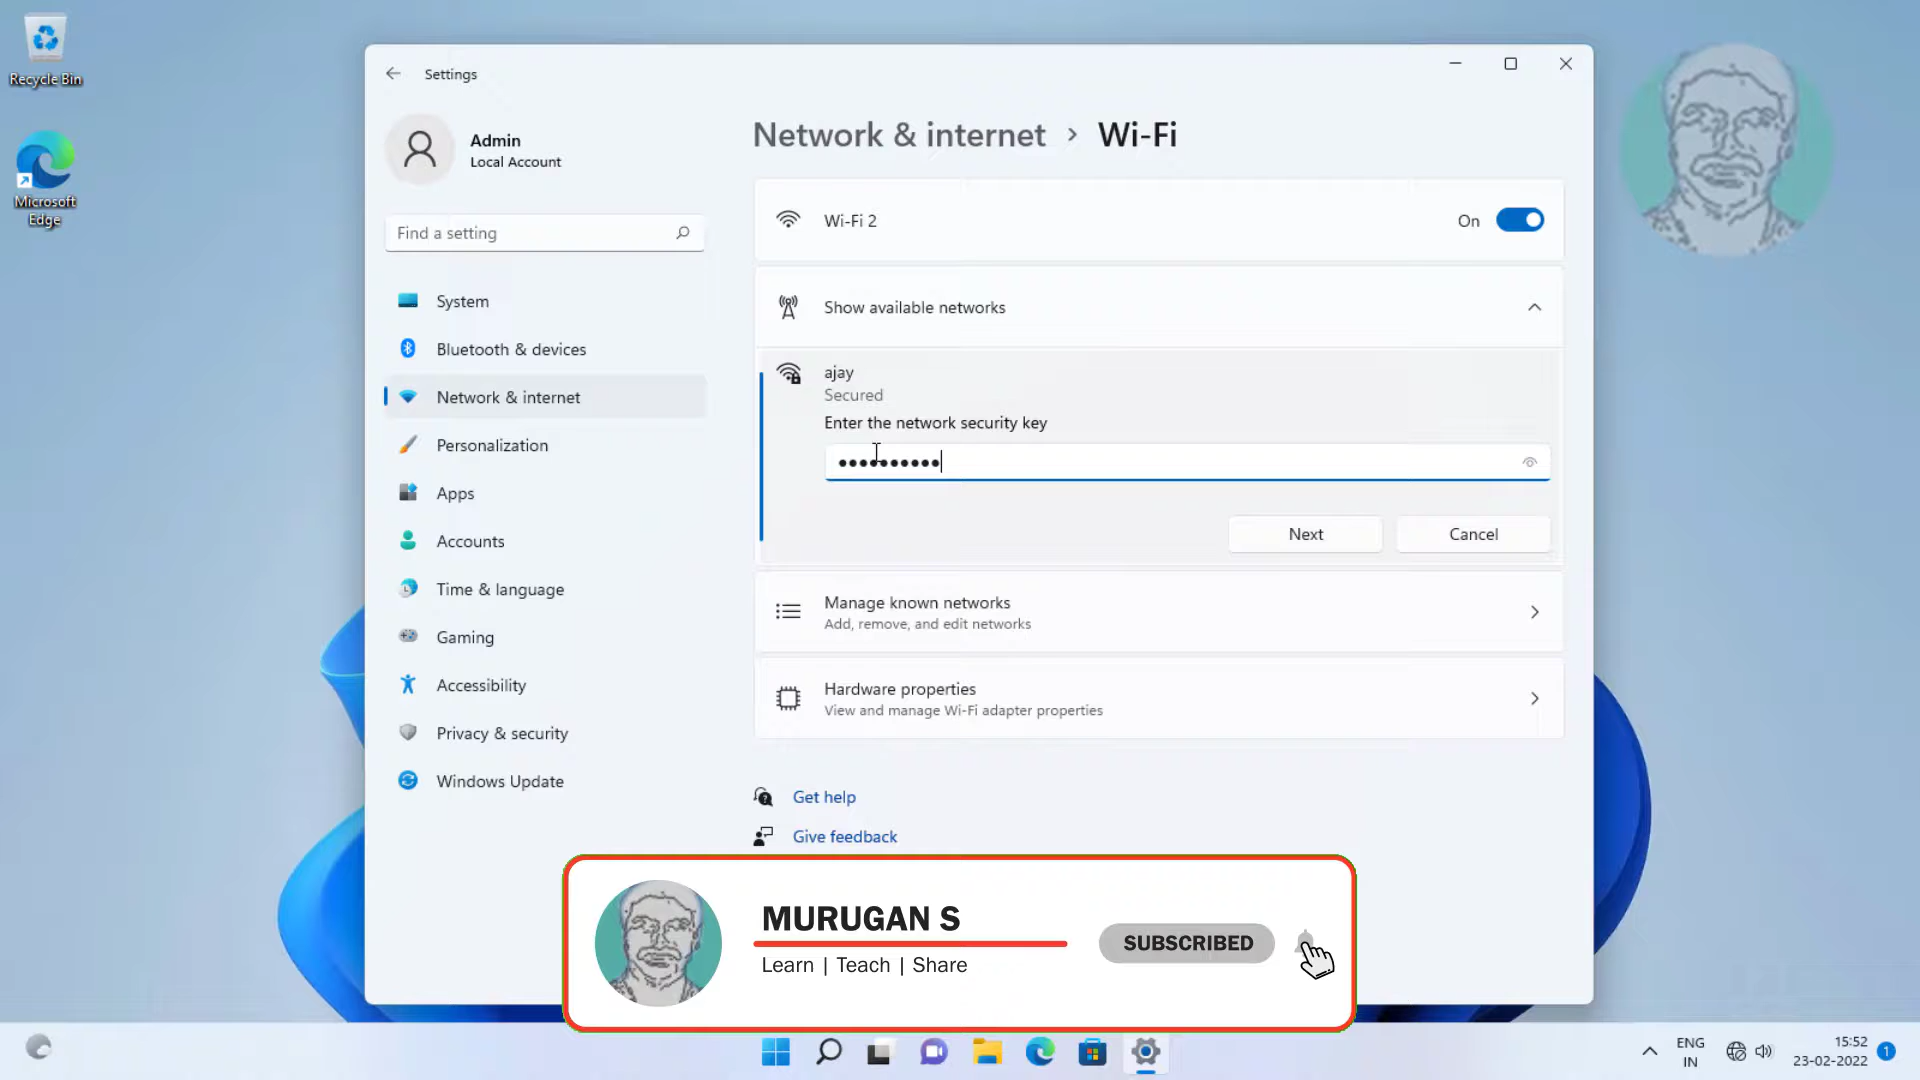 Recycle Bin
Microsoft
Edge
Settings
Admin
Local Account
Find a setting
System
Bluetooth & devices
Network & internet
Personalization
Apps
Accounts
Time & language
Gaming
Accessibility
Privacy & security
Windows Update
Network & internet > Wi-Fi
Wi-Fi 2
On
Show available networks
ajay
Secured
Enter the network security key
••••••••••
Next
Cancel
Manage known networks
Add, remove, and edit networks
Hardware properties
View and manage Wi-Fi adapter properties
Get help
Give feedback
MURUGAN S
Learn | Teach | Share
SUBSCRIBED
ENG
IN
15:52
23-02-2022
1